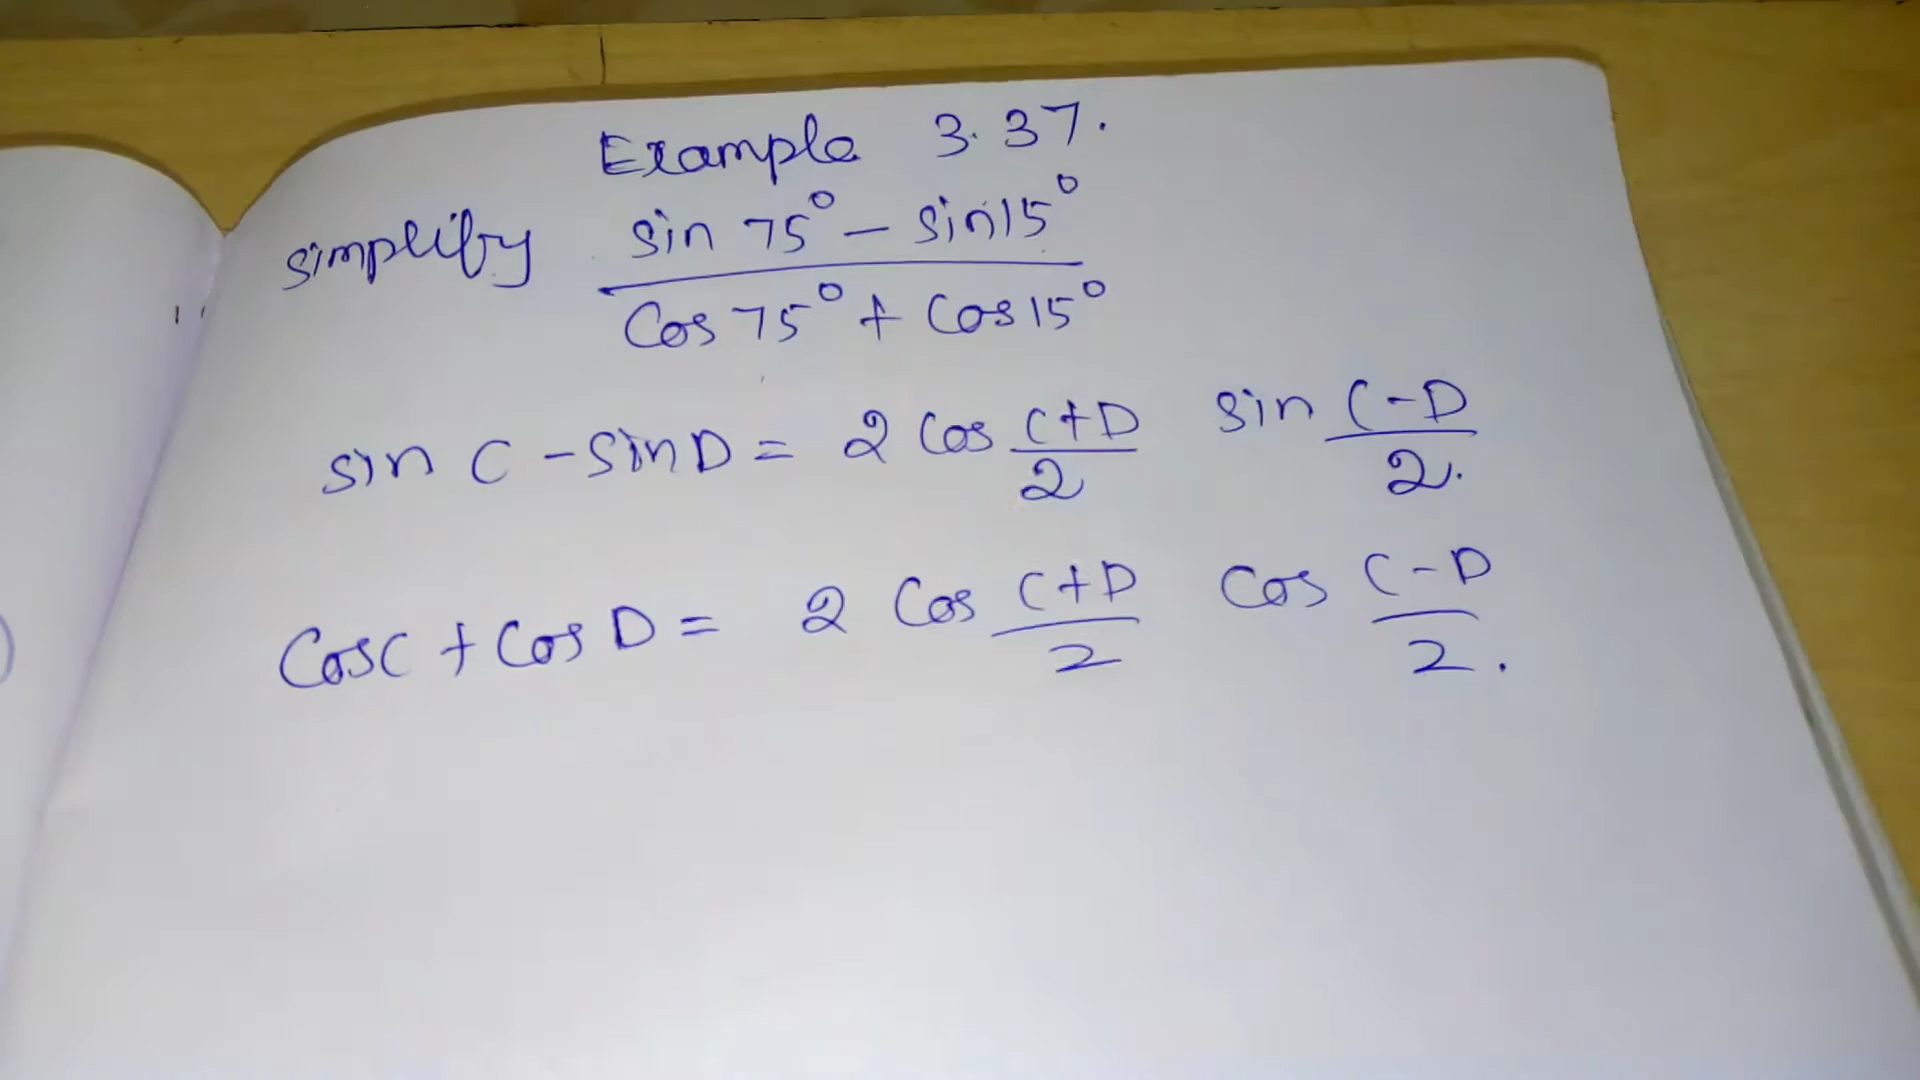 Example 3.37.
simplify sin 75° - sin 15° / cos 75° + cos 15°
sin C - sin D = 2 cos C+D/2 sin C-D/2.
Cos C + cos D = 2 cos C+D/2 cos C-D/2.